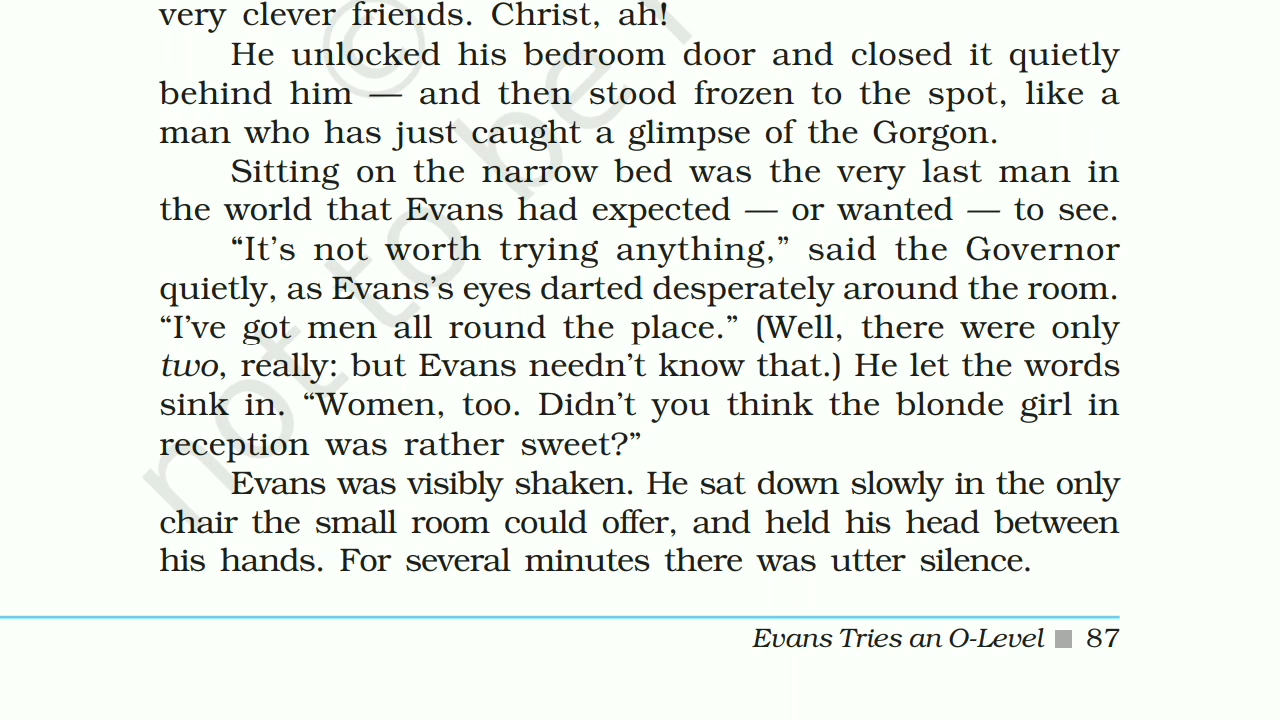 very clever friends. Christ, ah!
He unlocked his bedroom door and closed it quietly
behind him — and then stood frozen to the spot, like a
man who has just caught a glimpse of the Gorgon.
Sitting on the narrow bed was the very last man in
the world that Evans had expected — or wanted — to see.
“It’s not worth trying anything,” said the Governor
quietly, as Evans’s eyes darted desperately around the room.
“I’ve got men all round the place.” (Well, there were only
two, really: but Evans needn’t know that.) He let the words
sink in. “Women, too. Didn’t you think the blonde girl in
reception was rather sweet?”
Evans was visibly shaken. He sat down slowly in the only
chair the small room could offer, and held his head between
his hands. For several minutes there was utter silence.
Evans Tries an O-Level ■ 87
©
not to be